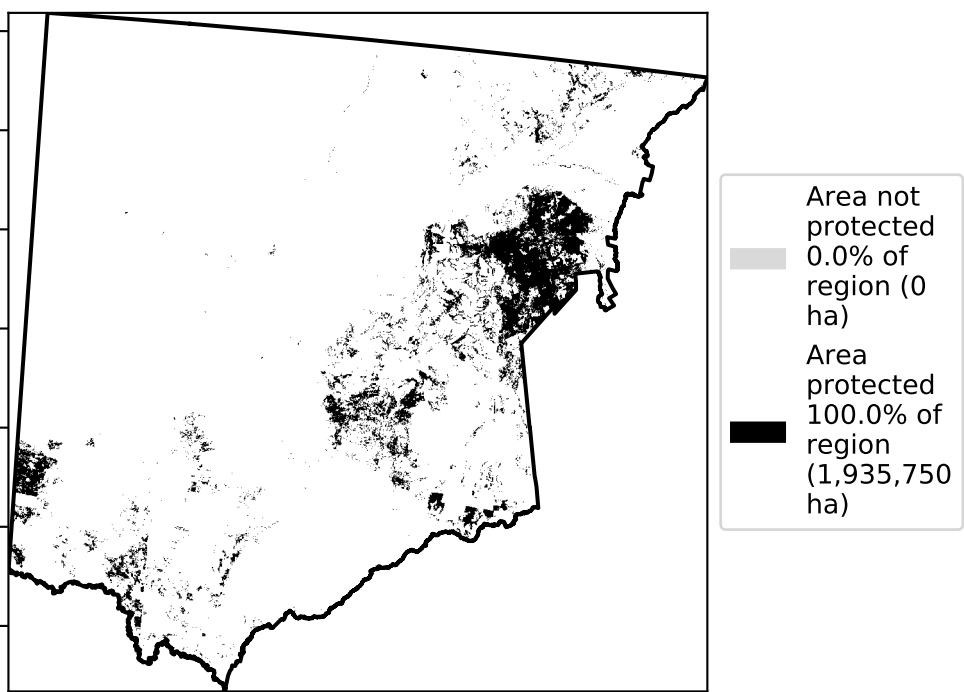 Area not
protected
0.0% of
region (0
ha)
Area
protected
100.0% of
region
(1,935,750
ha)